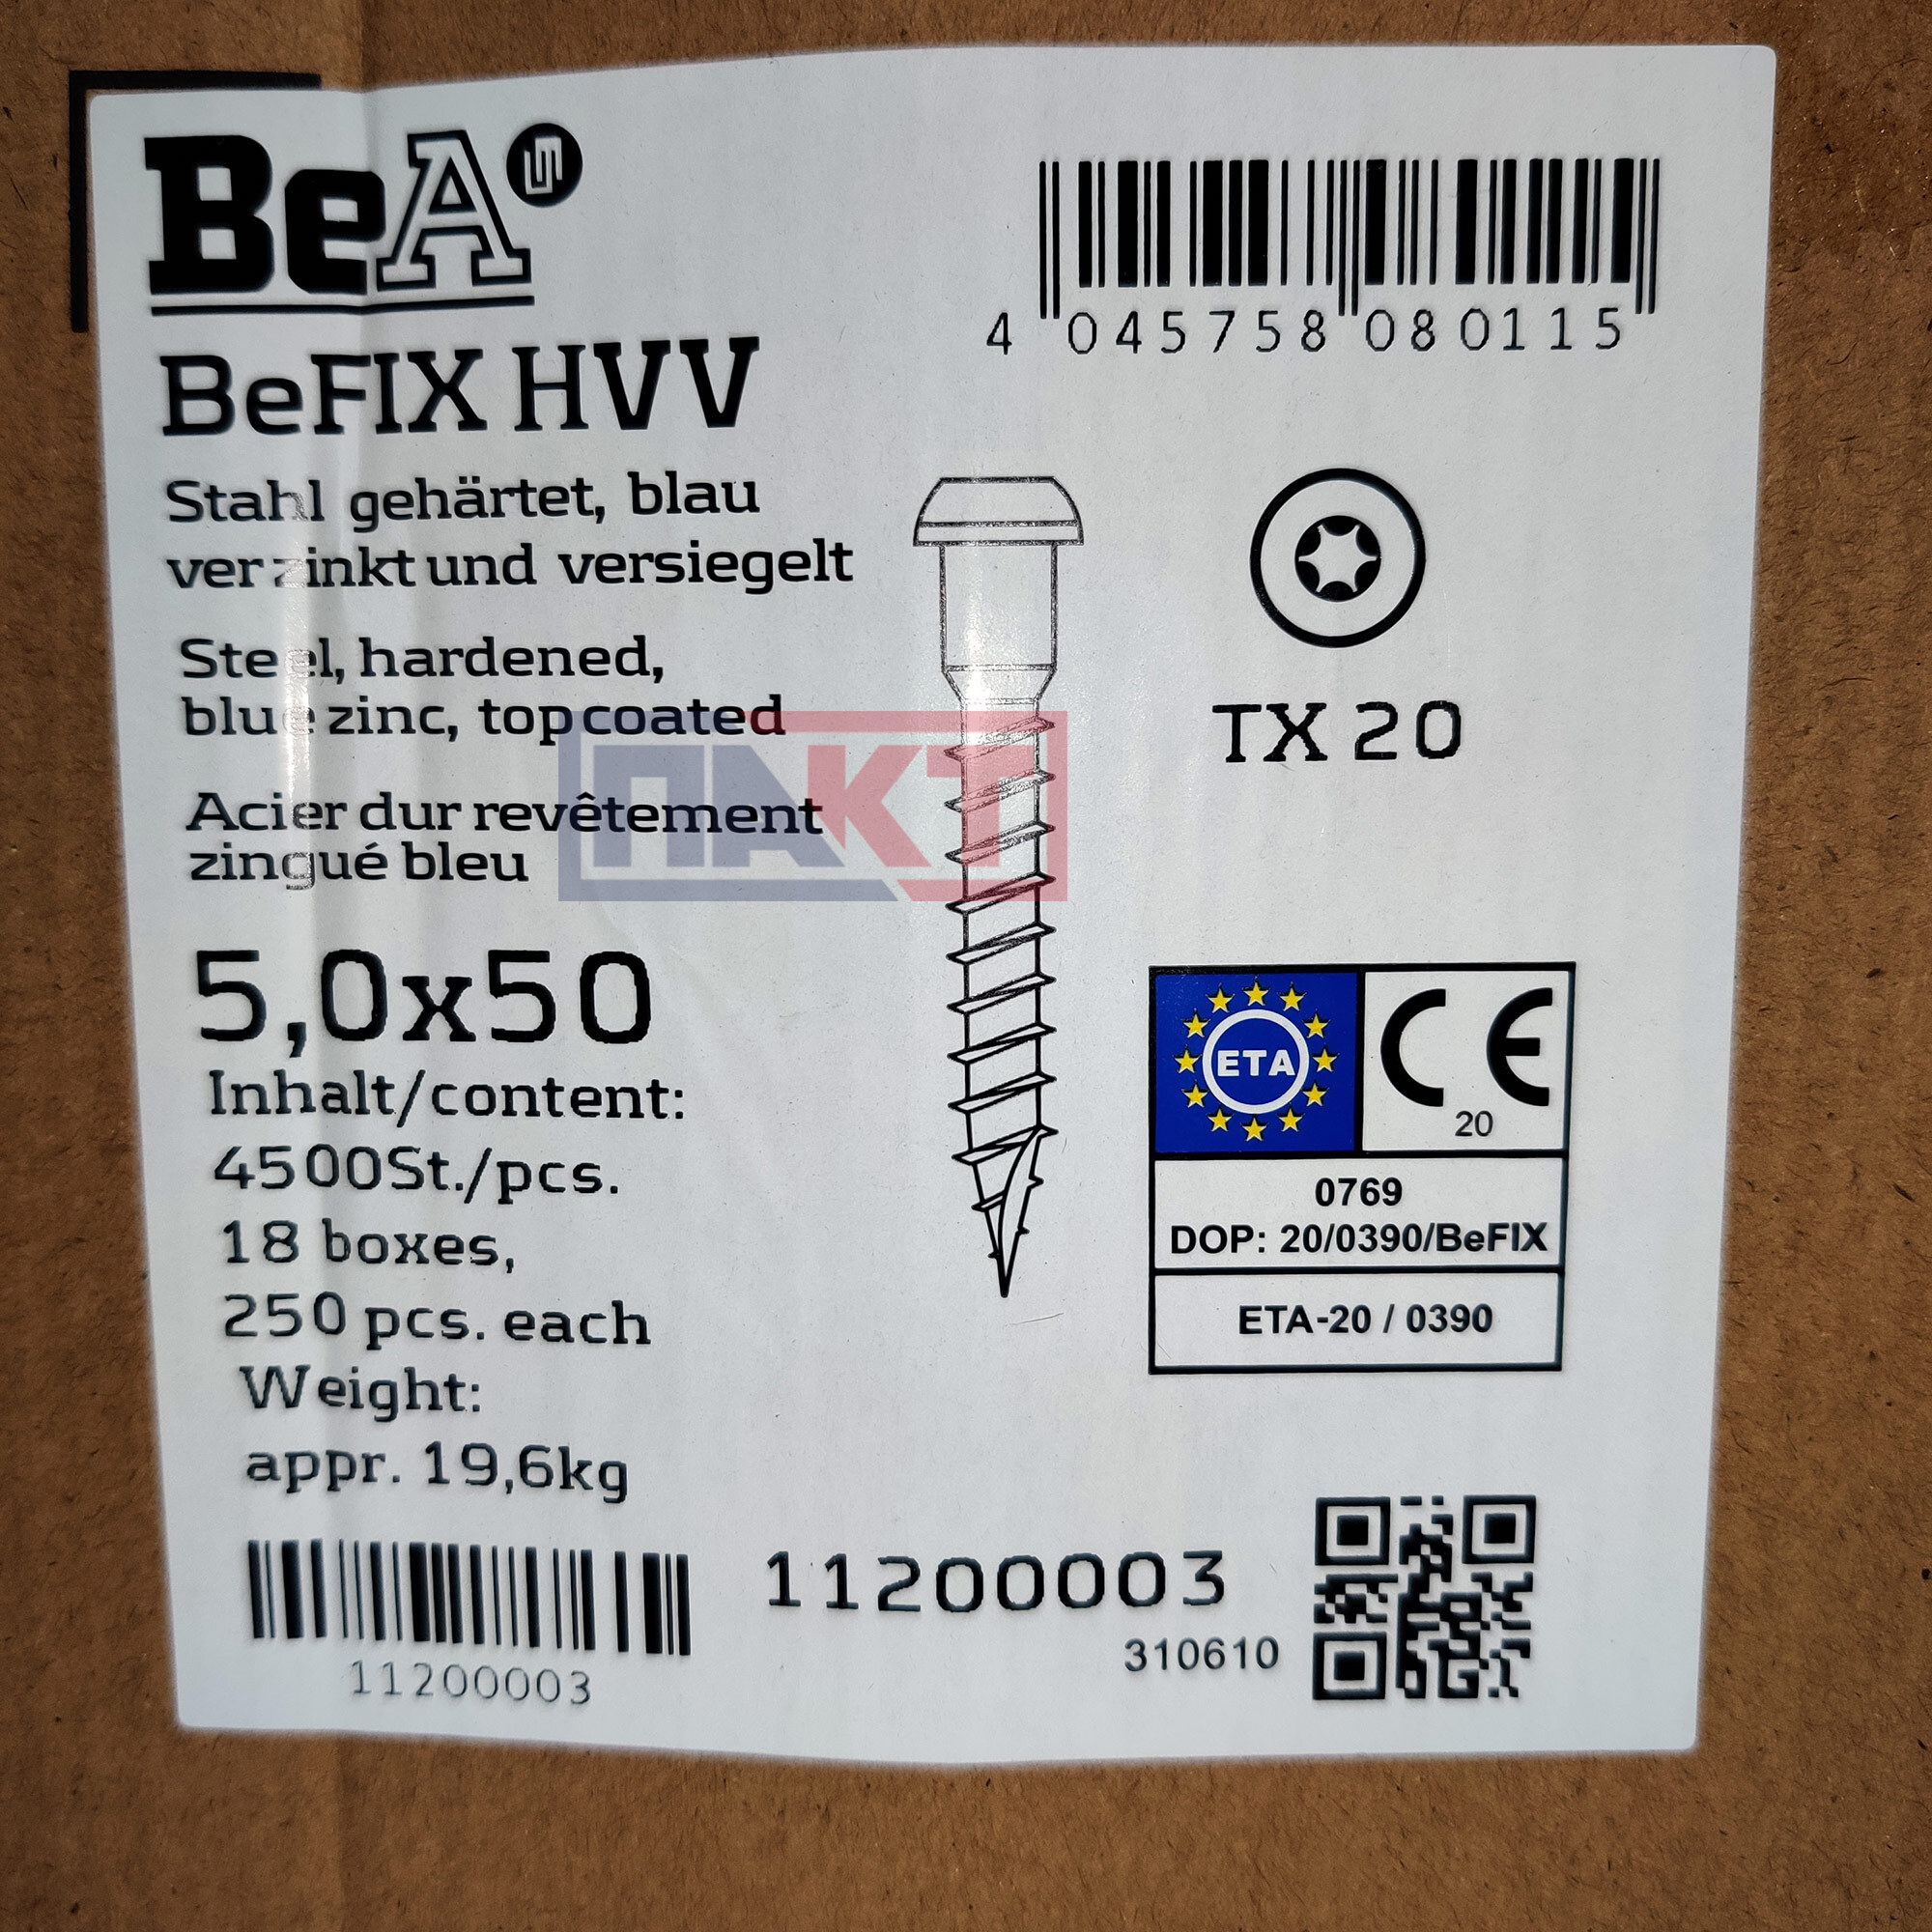 BeA
4 045758 080115
BeFIX HVV
Stahl gehärtet, blau
verzinkt und versiegelt
Steel, hardened,
blue zinc, topcoated
Acier dur revêtement
zingué bleu
TX 20
ПАКТ
5,0x50
Inhalt/content:
4500St./pcs.
18 boxes,
250 pcs. each
Weight:
appr. 19,6kg
ETA
CE
20
0769
DOP: 20/0390/BeFIX
ETA-20 / 0390
11200003
11200003
310610